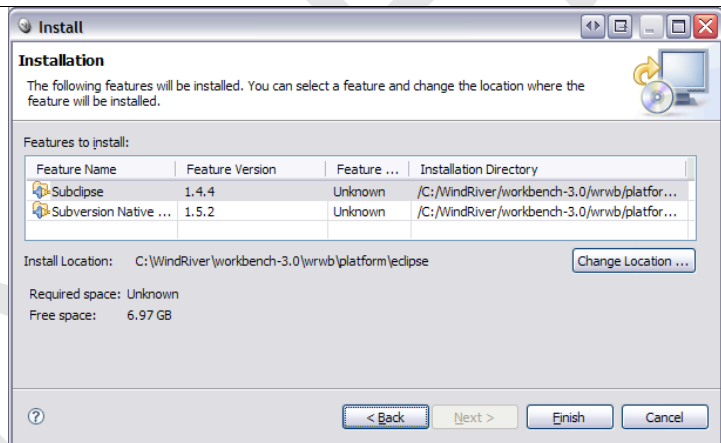 Install
Installation
The following features will be installed. You can select a feature and change the location where the
feature will be installed.
Features to install:
Feature Name Feature Version Feature ... Installation Directory
Subclipse 1.4.4 Unknown /C:/WindRiver/workbench-3.0/wrwb/platfor...
Subversion Native ... 1.5.2 Unknown /C:/WindRiver/workbench-3.0/wrwb/platfor...
Install Location: C:\WindRiver\workbench-3.0\wrwb\platform\eclipse Change Location ...
Required space: Unknown
Free space: 6.97 GB
? < Back Next > Finish Cancel